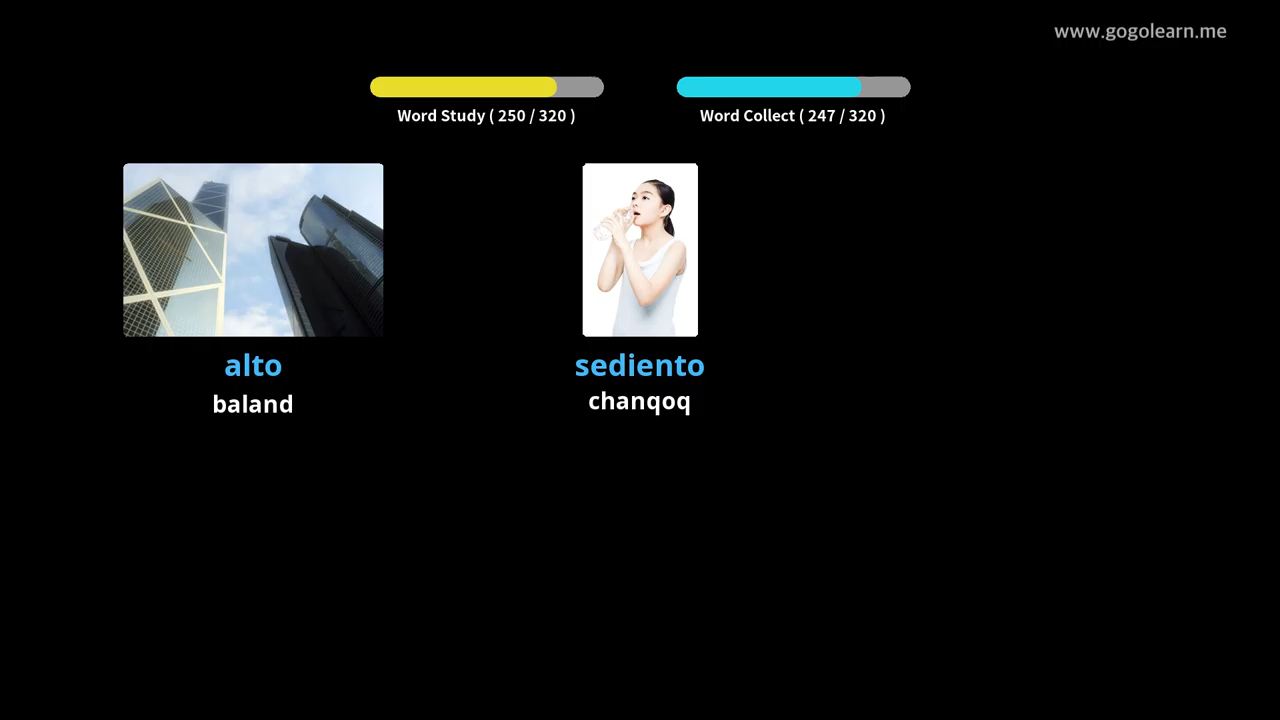 www.gogolearn.me
Word Study ( 250 / 320 )
Word Collect ( 247 / 320 )
alto
baland
sediento
chanqoq